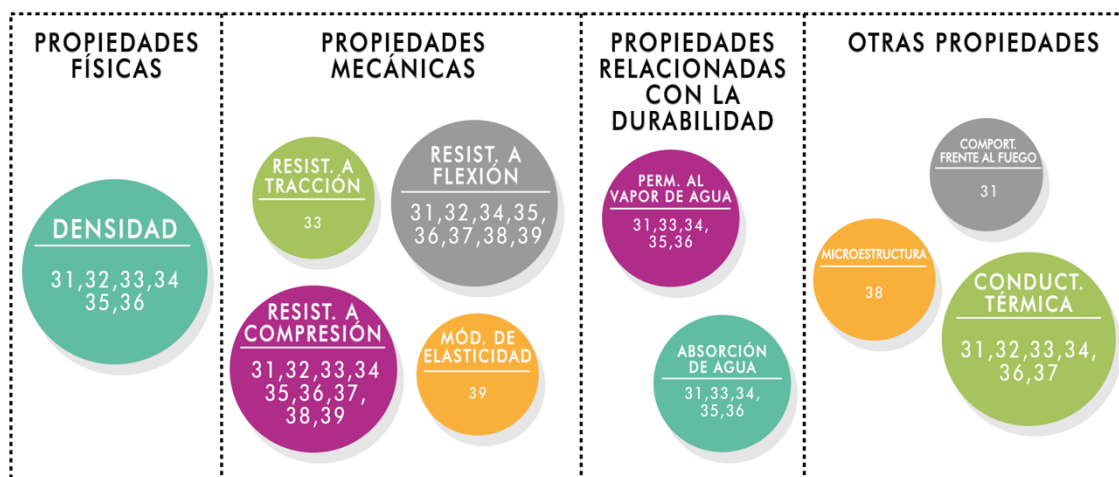 PROPIEDADES
FÍSICAS
DENSIDAD
31,32,33,34
35,36
PROPIEDADES
MECÁNICAS
RESIST. A
TRACCIÓN
33
RESIST. A
FLEXIÓN
31,32,34,35,
36,37,38,39
RESIST. A
COMPRESIÓN
31,32,33,34
35,36,37,
38,39
MÓD. DE
ELASTICIDAD
39
PROPIEDADES
RELACIONADAS
CON LA
DURABILIDAD
PERM. AL
VAPOR DE AGUA
31,33,34,
35,36
ABSORCIÓN
DE AGUA
31,33,34,
35,36
OTRAS PROPIEDADES
COMPORT.
FRENTE AL FUEGO
31
MICROESTRUCTURA
38
CONDUCT.
TÉRMICA
31,32,33,34,
36,37